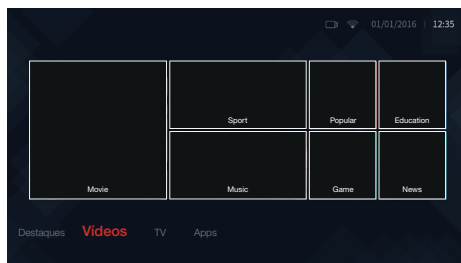 01/01/2016 | 12:35
Sport
Popular
Education
Movie
Music
Game
News
Destaques Vídeos TV Apps